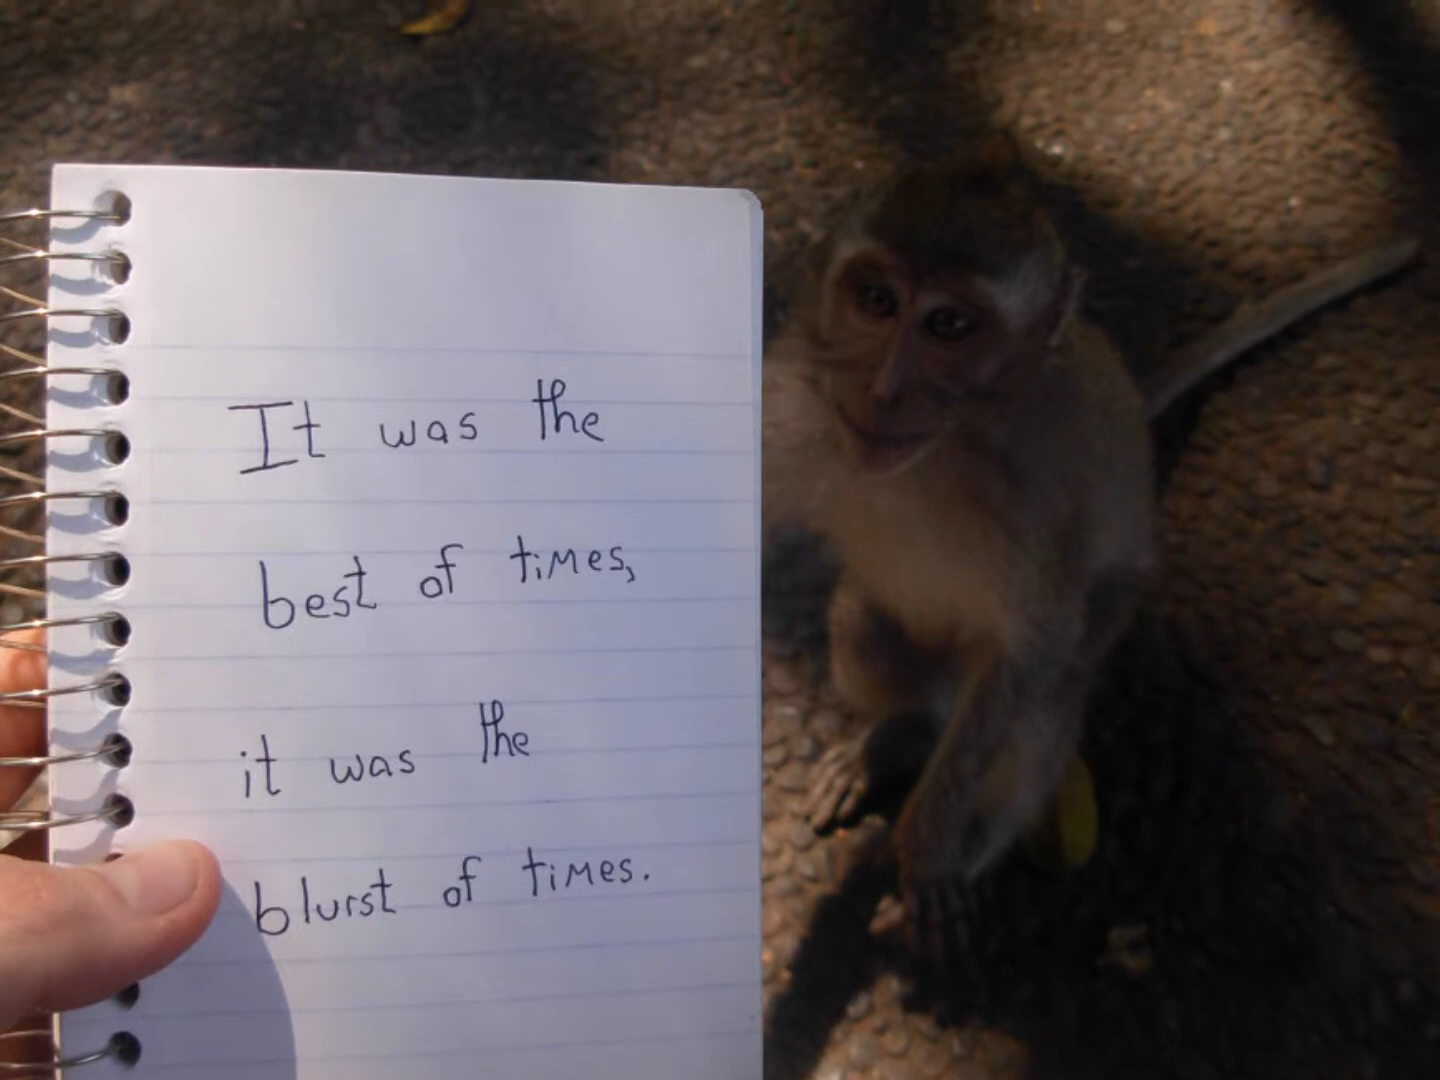 It was the
best of times,
it was the
blurst of times.